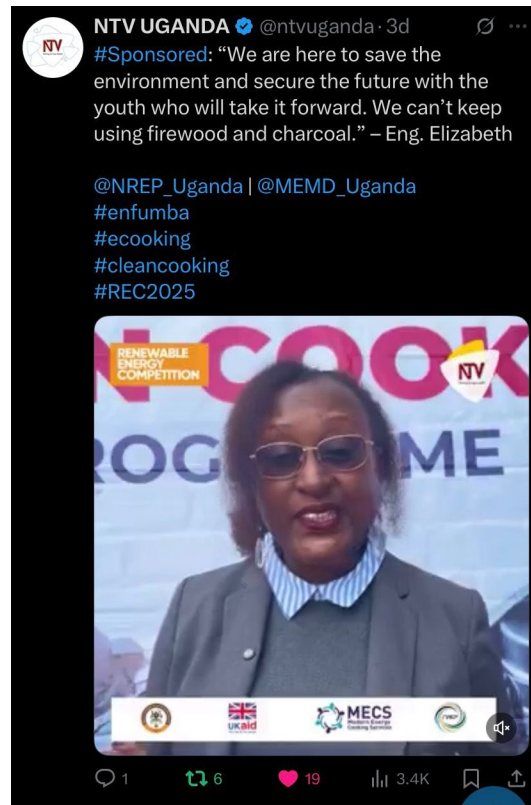 NTV
NTV UGANDA @ntvuganda · 3d
#Sponsored: “We are here to save the
environment and secure the future with the
youth who will take it forward. We can’t keep
using firewood and charcoal.” – Eng. Elizabeth
@NREP_Uganda | @MEMD_Uganda
#enfumba
#ecooking
#cleancooking
#REC2025
RENEWABLE
ENERGY
COMPETITION
N COOK
NTV
ROG ME
UKaid
MECS
Modern Energy
Cooking Services
NREP
1 6 19 3.4K